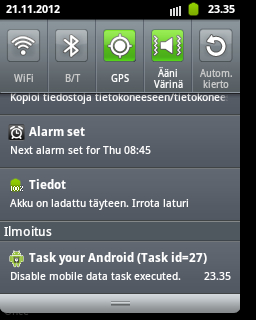 21.11.2012 23.35
WiFi B/T GPS Ääni Värinä Autom. kierto
Kopioi tiedostoja tietokoneeseen/tietokonee
Alarm set
Next alarm set for Thu 08:45
Tiedot
Akku on ladattu täyteen. Irrota laturi
Ilmoitus
Task your Android (Task id=27)
Disable mobile data task executed. 23.35